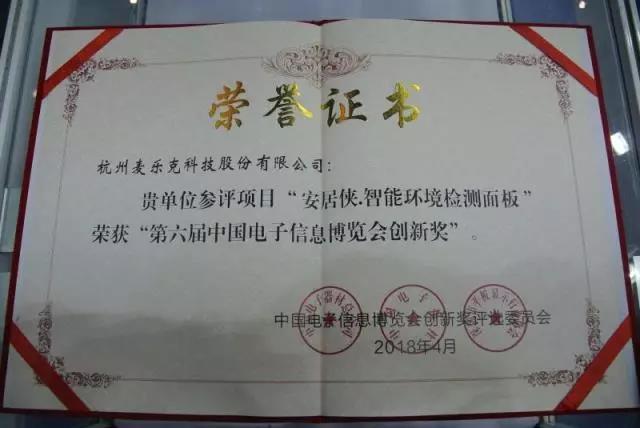 荣誉证书
杭州麦乐克科技股份有限公司：
贵单位参评项目“安居侠.智能环境检测面板”
荣获“第六届中国电子信息博览会创新奖”。
中国电子信息博览会创新奖评选委员会
2018年4月